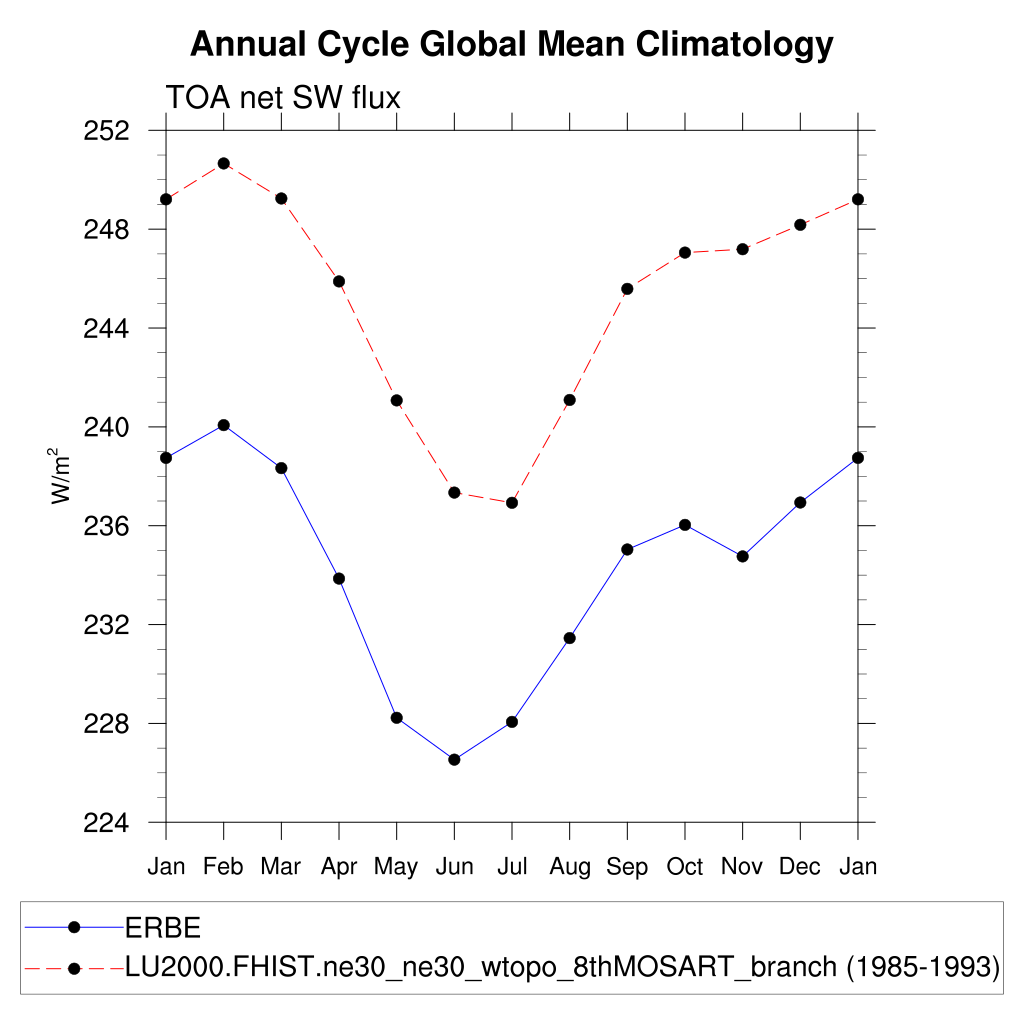 Annual Cycle Global Mean Climatology
TOA net SW flux
252
248
244
240
236
232
228
224
W/m²
Jan Feb Mar Apr May Jun Jul Aug Sep Oct Nov Dec Jan
ERBE
LU2000.FHIST.ne30_ne30_wtopo_8thMOSART_branch (1985-1993)